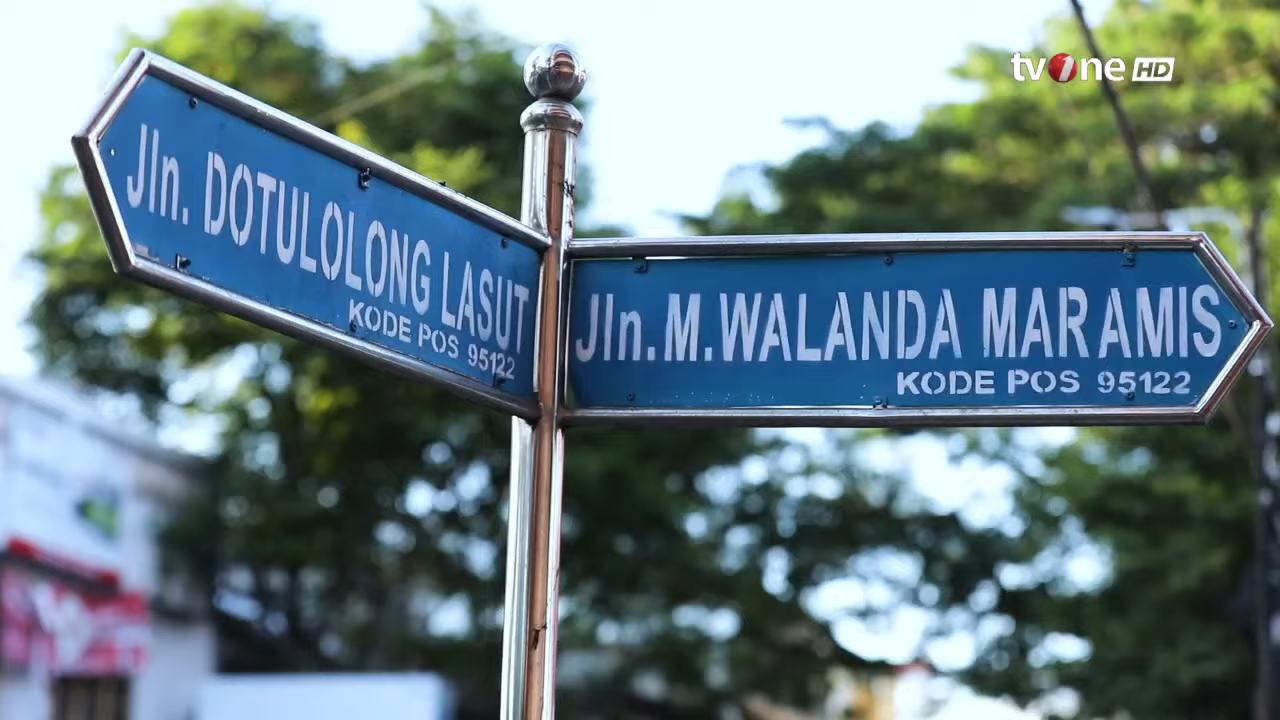 tvOne HD
Jln. DOTULOLONG LASUT
KODE POS 95122
Jln. M. WALANDA MARAMIS
KODE POS 95122